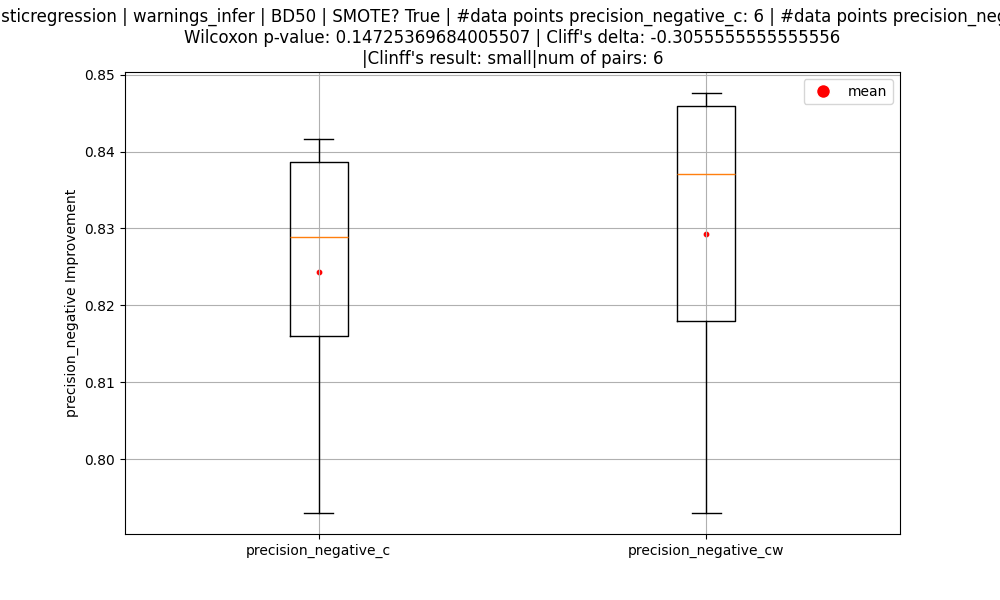 sticregression | warnings_infer | BD50 | SMOTE? True | #data points precision_negative_c: 6 | #data points precision_neg
Wilcoxon p-value: 0.14725369684005507 | Cliff's delta: -0.3055555555555556
|Clinff's result: small|num of pairs: 6
mean
0.85
0.84
0.83
0.82
0.81
0.80
precision_negative Improvement
precision_negative_c
precision_negative_cw